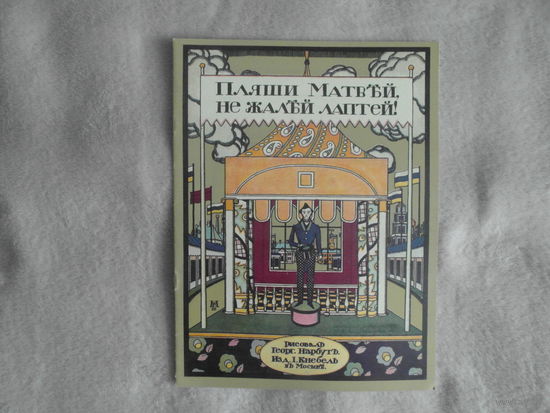 Пляши Матвѣй,
не жалѣй лаптей!
Рисовалъ
Георг. Нарбутъ.
Изд. I. Кнебель
въ Москвѣ.